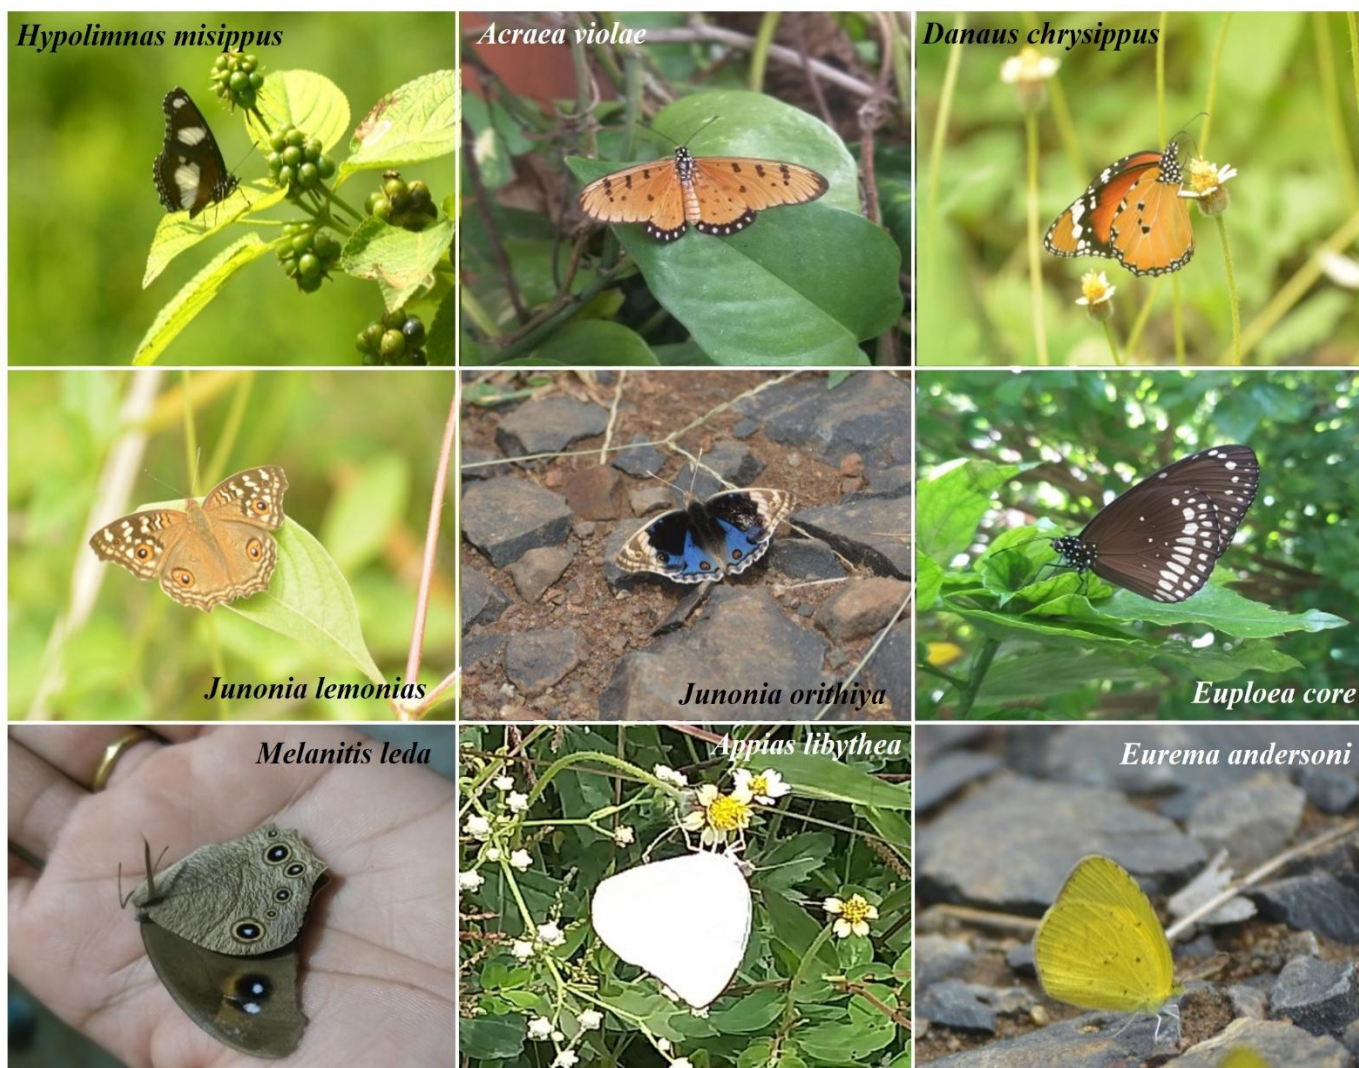 Hypolimnas misippus
Acraea violae
Danaus chrysippus
Junonia lemonias
Junonia orithiya
Euploea core
Melanitis leda
Appias libythea
Eurema andersoni